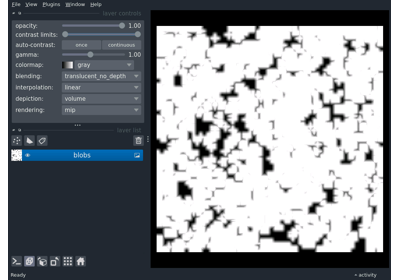 File View Plugins Window Help
layer controls
opacity: 1.00
contrast limits:
auto-contrast: once continuous
gamma: 1.00
colormap: gray
blending: translucent_no_depth
interpolation: linear
depiction: volume
rendering: mip
layer list
blobs
Ready activity